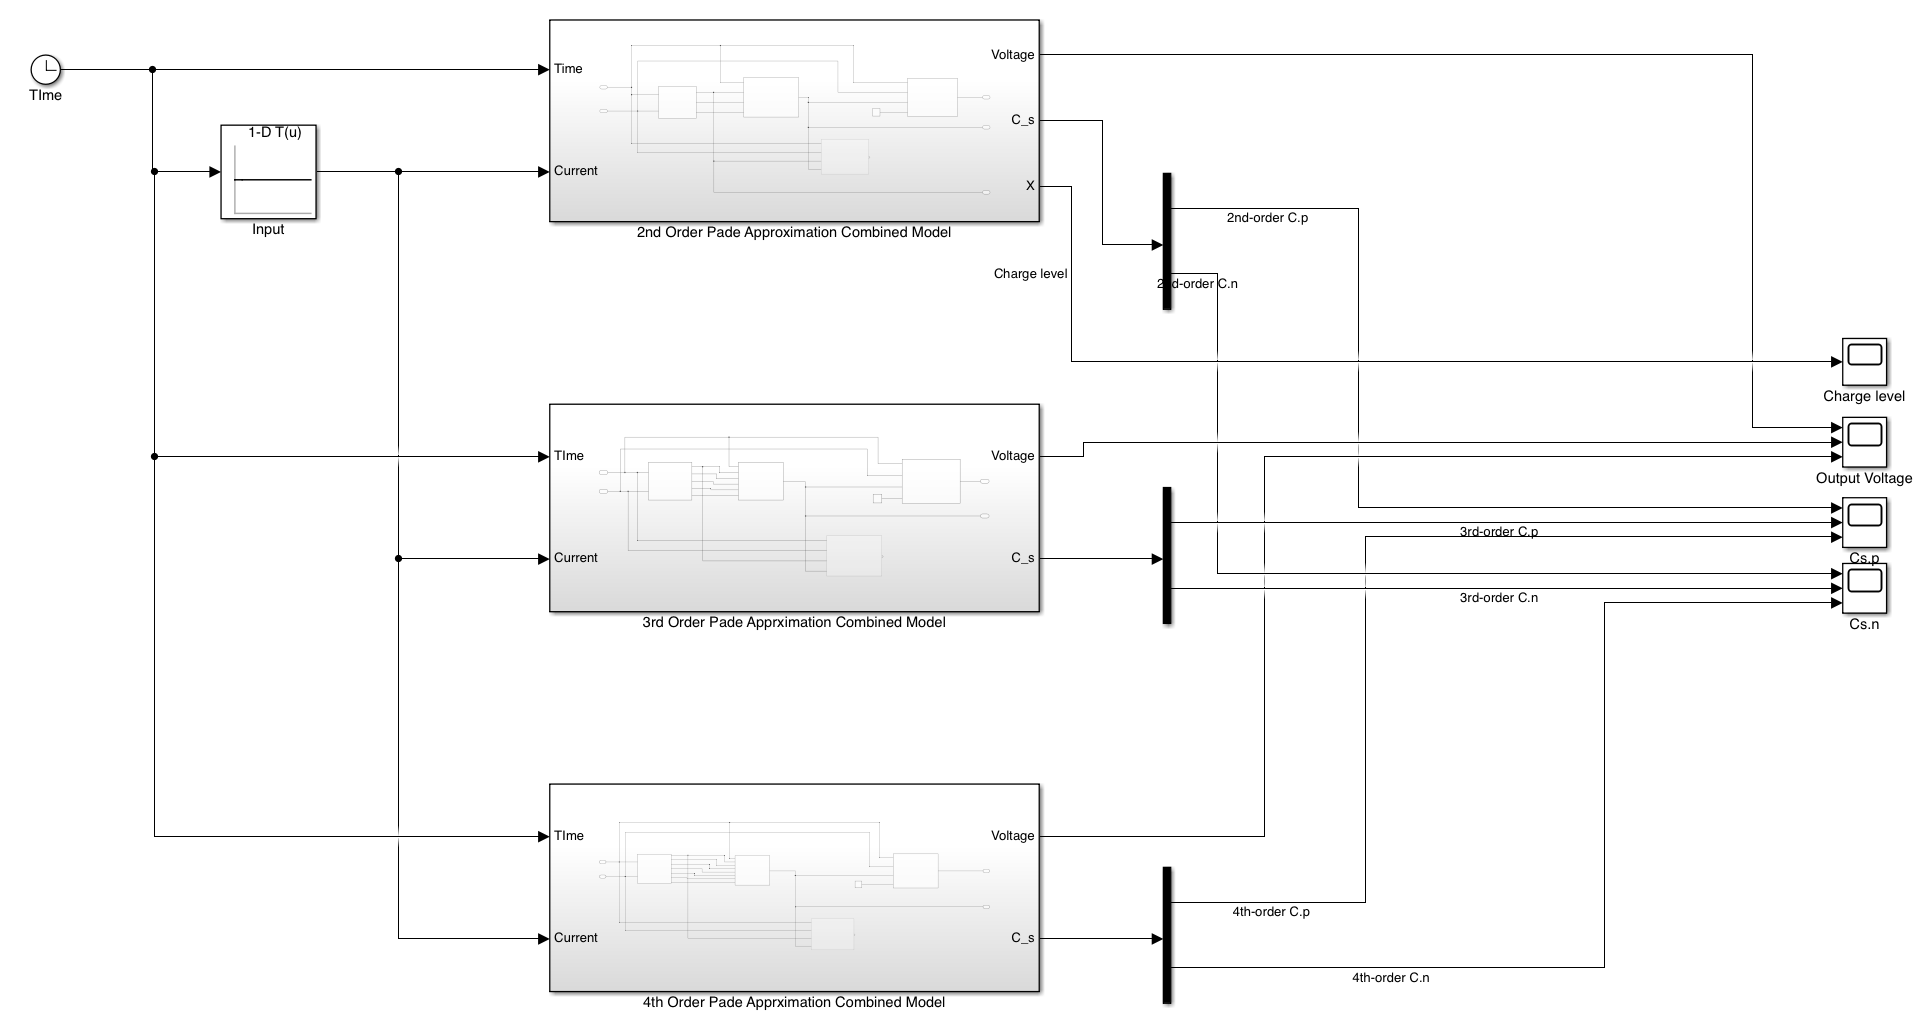 TIme
1-D T(u)
Input
Time
Current
Voltage
C_s
X
2nd Order Pade Approximation Combined Model
Charge level
2nd-order C.p
2nd-order C.n
Charge level
Output Voltage
Cs.p
Cs.n
TIme
Current
Voltage
C_s
3rd Order Pade Apprximation Combined Model
3rd-order C.p
3rd-order C.n
TIme
Current
Voltage
C_s
4th Order Pade Apprximation Combined Model
4th-order C.p
4th-order C.n